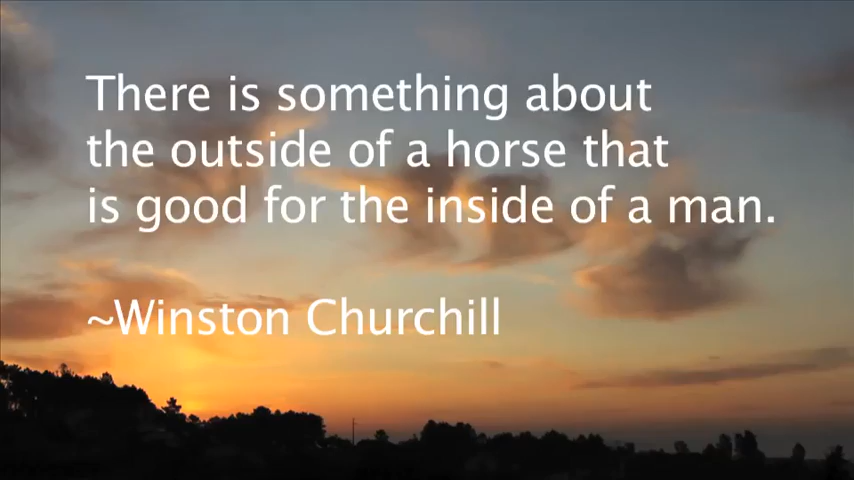 There is something about
the outside of a horse that
is good for the inside of a man.
~Winston Churchill